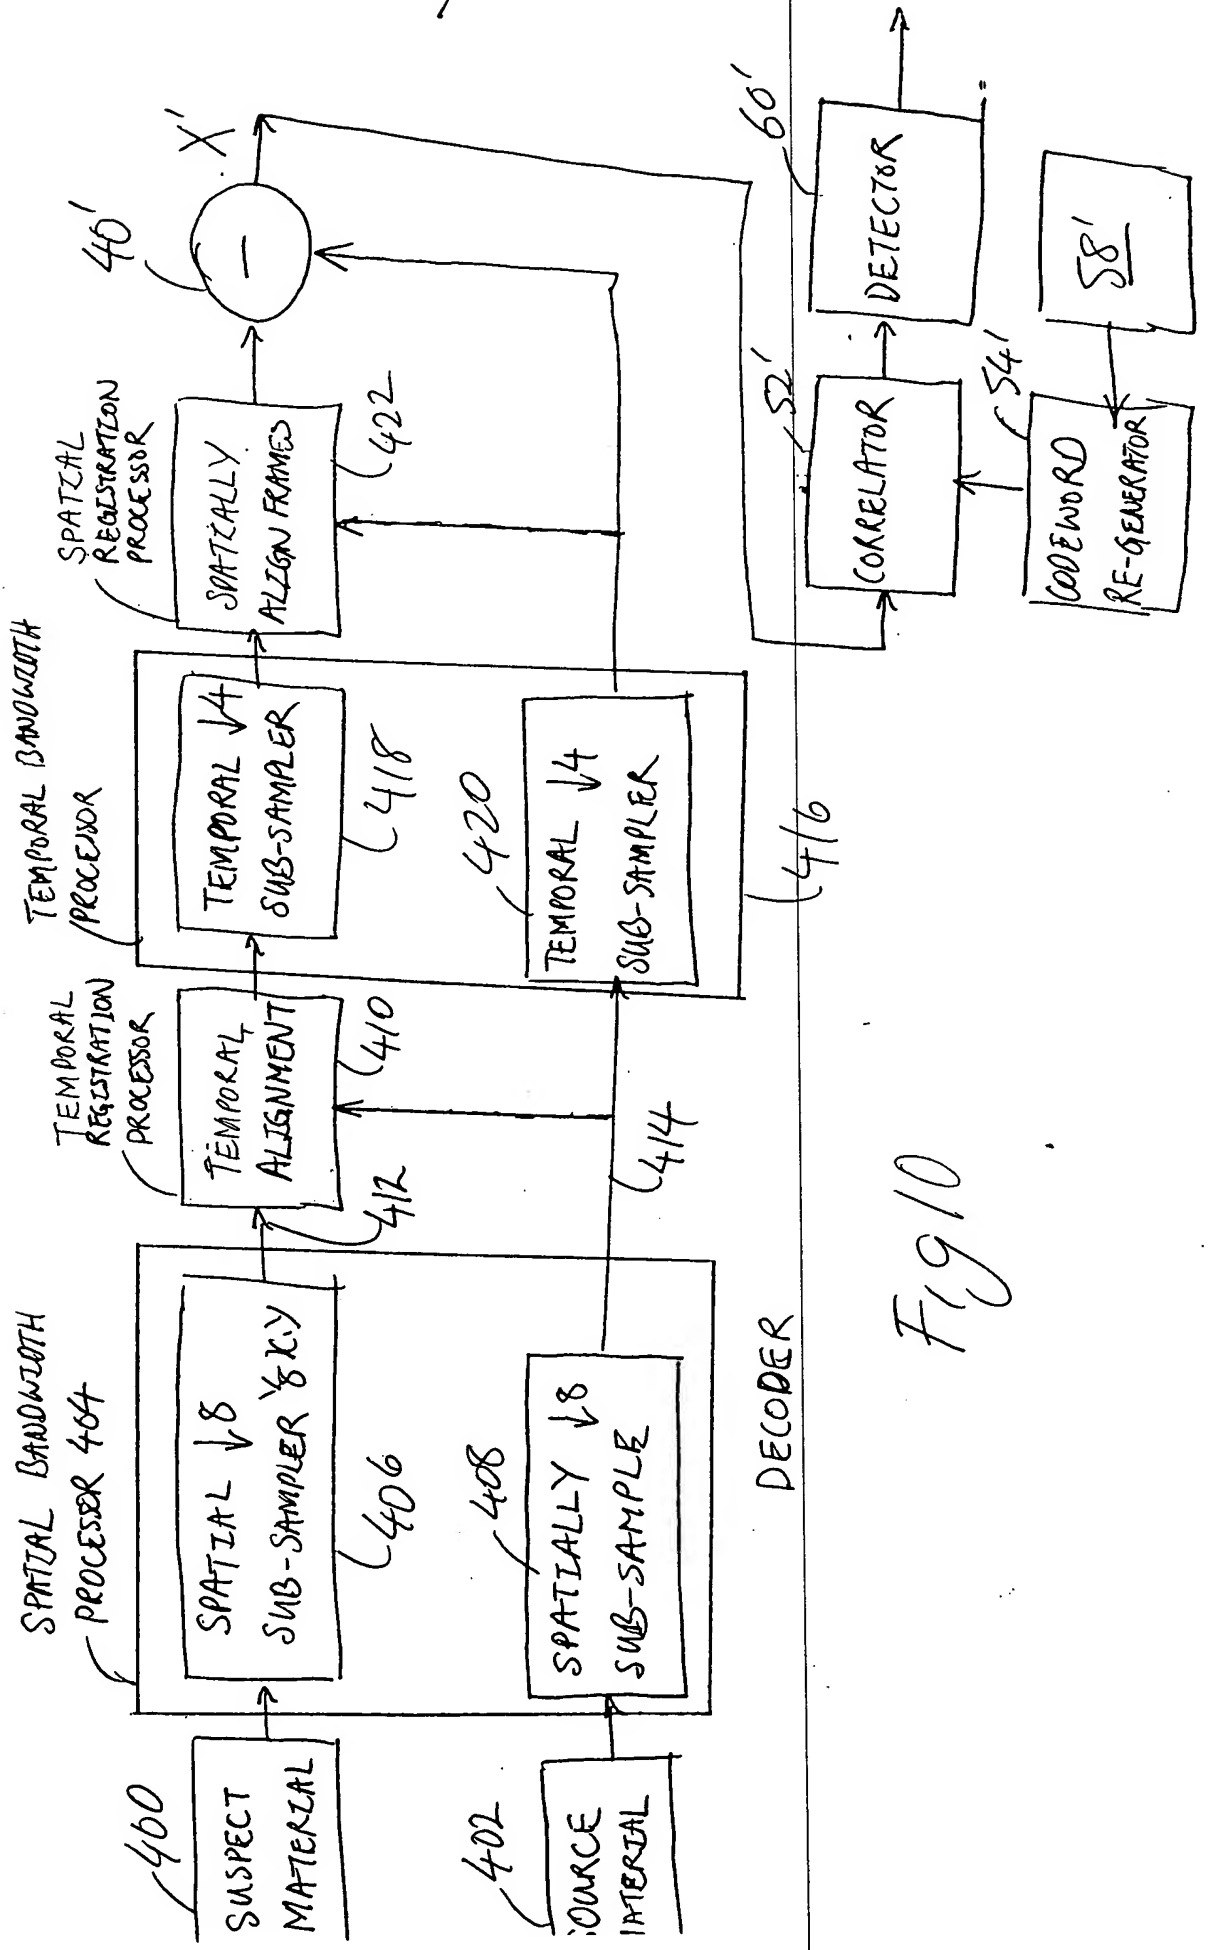 SPATIAL BANDWIDTH
PROCESSOR 404
TEMPORAL
REGISTRATION
PROCESSOR
TEMPORAL BANDWIDTH
PROCESSOR
SPATIAL
REGISTRATION
PROCESSOR
40'
X'
400
SUSPECT
MATERIAL
SPATIAL ↓8
SUB-SAMPLER ⅛ X.Y
406
412
TEMPORAL
ALIGNMENT
410
TEMPORAL ↓4
SUB-SAMPLER
418
SPATIALLY
ALIGN FRAMES
422
−
402
SOURCE
MATERIAL
408
SPATIALLY ↓8
SUB-SAMPLE
414
420
TEMPORAL ↓4
SUB-SAMPLER
416
DECODER
52'
CORRELATOR
60'
DETECTOR
54'
CODEWORD
RE-GENERATOR
58'
Fig 10